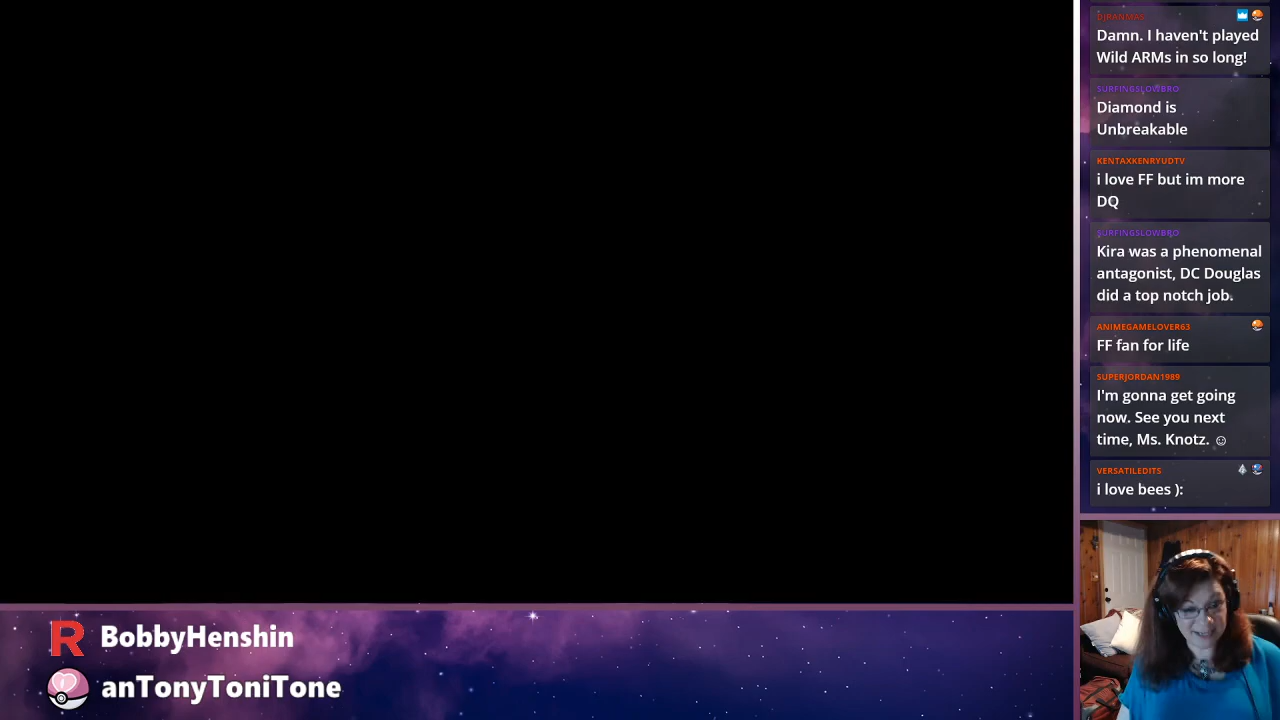 DJRANMAS
Damn. I haven't played
Wild ARMs in so long!
SURFINGSLOWBRO
Diamond is
Unbreakable
KENTAXKENRYUDTV
i love FF but im more
DQ
SURFINGSLOWBRO
Kira was a phenomenal
antagonist, DC Douglas
did a top notch job.
ANIMEGAMELOVER63
FF fan for life
SUPERJORDAN1989
I'm gonna get going
now. See you next
time, Ms. Knotz. ☺
VERSATILEDITS
i love bees ):
R BobbyHenshin
anTonyToniTone